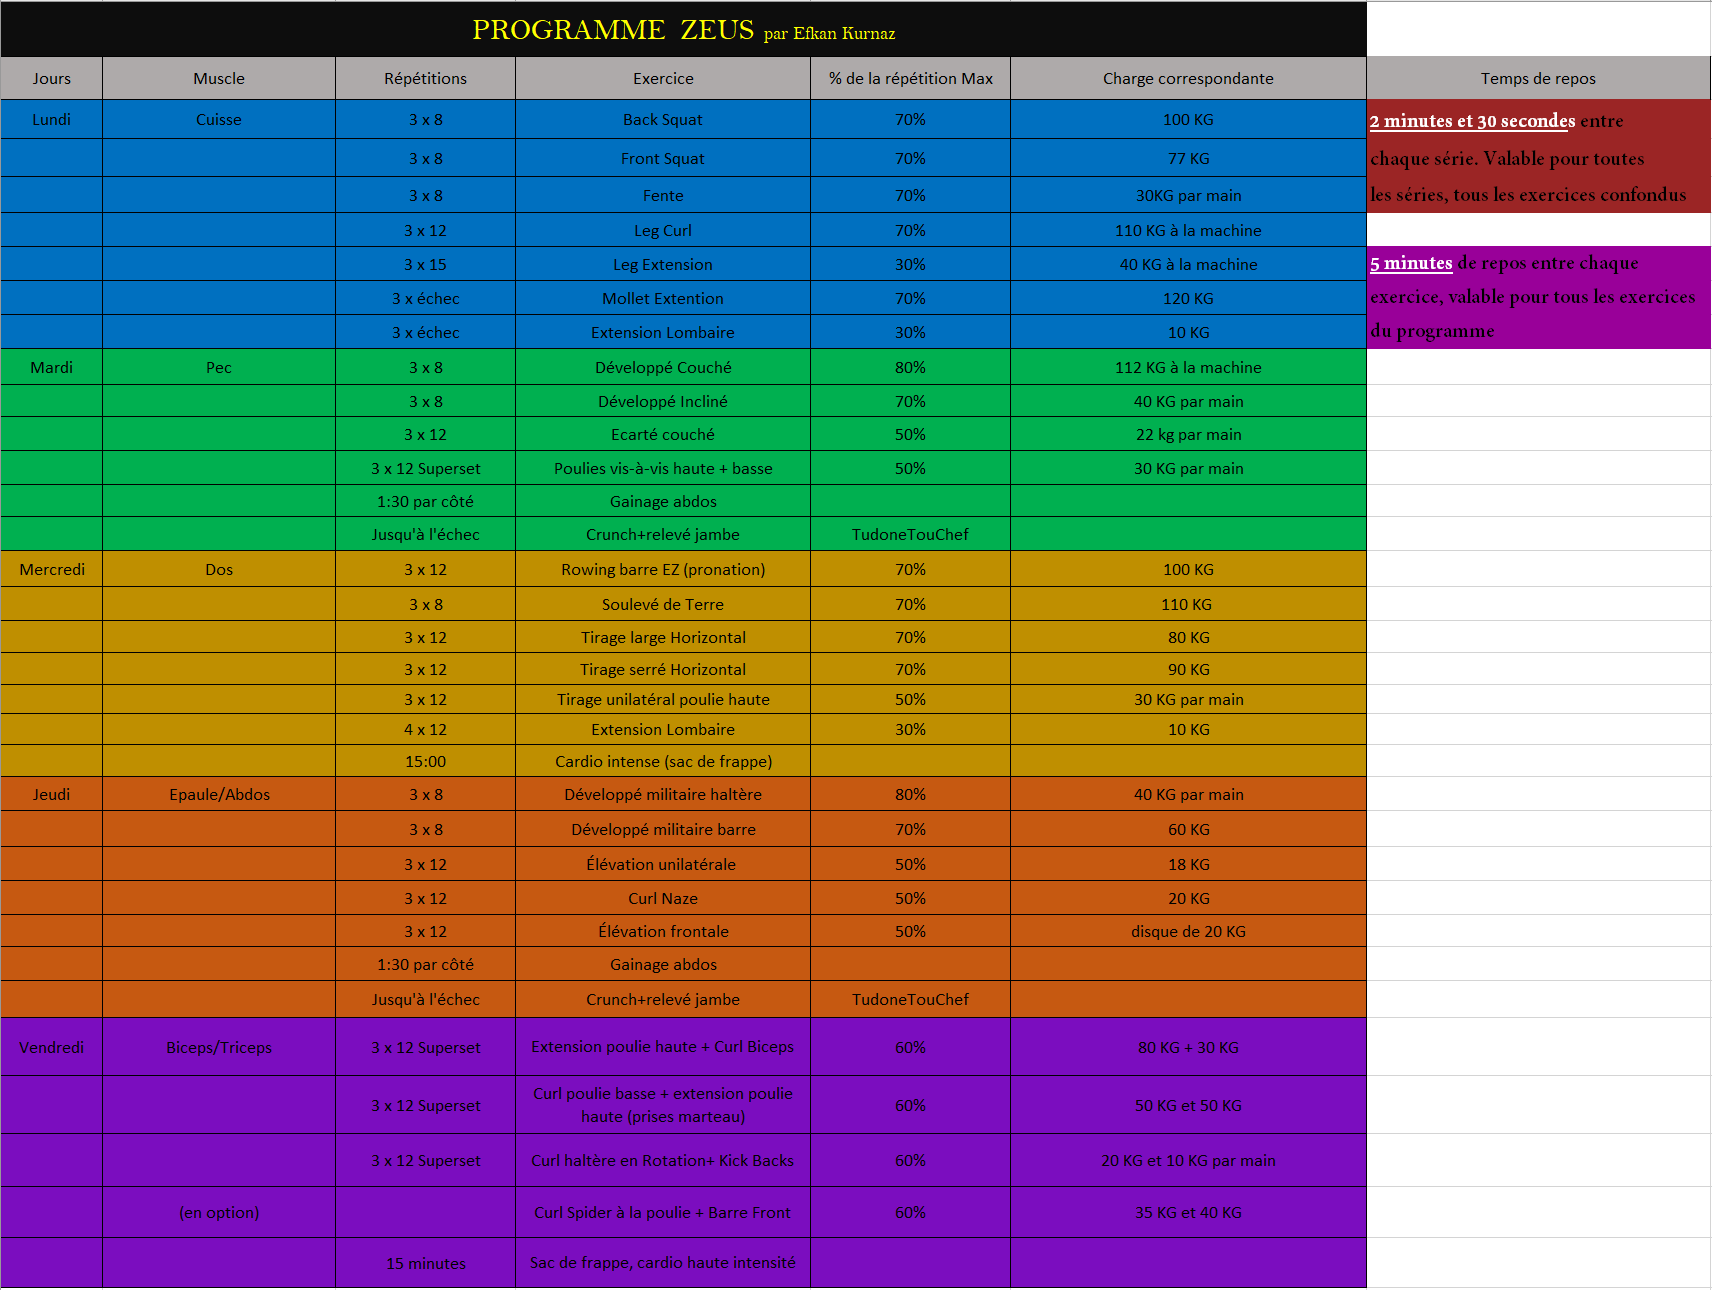 PROGRAMME ZEUS par Efkan Kurnaz
Jours Muscle Répétitions Exercice % de la répétition Max Charge correspondante Temps de repos
Lundi Cuisse 3 x 8 Back Squat 70% 100 KG 2 minutes et 30 secondes entre
3 x 8 Front Squat 70% 77 KG chaque série. Valable pour toutes
3 x 8 Fente 70% 30KG par main les séries, tous les exercices confondus
3 x 12 Leg Curl 70% 110 KG à la machine
3 x 15 Leg Extension 30% 40 KG à la machine 5 minutes de repos entre chaque
3 x échec Mollet Extention 70% 120 KG exercice, valable pour tous les exercices
3 x échec Extension Lombaire 30% 10 KG du programme
Mardi Pec 3 x 8 Développé Couché 80% 112 KG à la machine
3 x 8 Développé Incliné 70% 40 KG par main
3 x 12 Ecarté couché 50% 22 kg par main
3 x 12 Superset Poulies vis-à-vis haute + basse 50% 30 KG par main
1:30 par côté Gainage abdos
Jusqu'à l'échec Crunch+relevé jambe TudoneTouChef
Mercredi Dos 3 x 12 Rowing barre EZ (pronation) 70% 100 KG
3 x 8 Soulevé de Terre 70% 110 KG
3 x 12 Tirage large Horizontal 70% 80 KG
3 x 12 Tirage serré Horizontal 70% 90 KG
3 x 12 Tirage unilatéral poulie haute 50% 30 KG par main
4 x 12 Extension Lombaire 30% 10 KG
15:00 Cardio intense (sac de frappe)
Jeudi Epaule/Abdos 3 x 8 Développé militaire haltère 80% 40 KG par main
3 x 8 Développé militaire barre 70% 60 KG
3 x 12 Élévation unilatérale 50% 18 KG
3 x 12 Curl Naze 50% 20 KG
3 x 12 Élévation frontale 50% disque de 20 KG
1:30 par côté Gainage abdos
Jusqu'à l'échec Crunch+relevé jambe TudoneTouChef
Vendredi Biceps/Triceps 3 x 12 Superset Extension poulie haute + Curl Biceps 60% 80 KG + 30 KG
3 x 12 Superset Curl poulie basse + extension poulie
haute (prises marteau) 60% 50 KG et 50 KG
3 x 12 Superset Curl haltère en Rotation+ Kick Backs 60% 20 KG et 10 KG par main
(en option) Curl Spider à la poulie + Barre Front 60% 35 KG et 40 KG
15 minutes Sac de frappe, cardio haute intensité